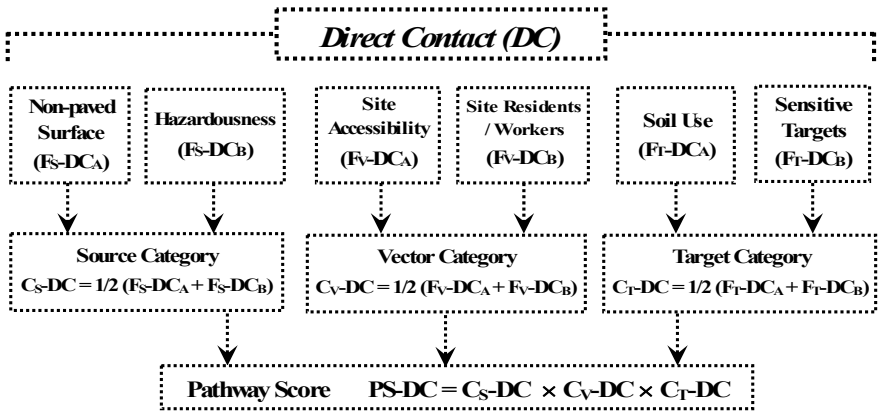 Direct Contact (DC)
Non-paved
Surface
(FS-DCA)
Hazardousness
(FS-DCB)
Site
Accessibility
(FV-DCA)
Site Residents
/ Workers
(FV-DCB)
Soil Use
(FT-DCA)
Sensitive
Targets
(FT-DCB)
Source Category
CS-DC = 1/2 (FS-DCA + FS-DCB)
Vector Category
CV-DC = 1/2 (FV-DCA + FV-DCB)
Target Category
CT-DC = 1/2 (FT-DCA + FT-DCB)
Pathway Score PS-DC = CS-DC × CV-DC × CT-DC